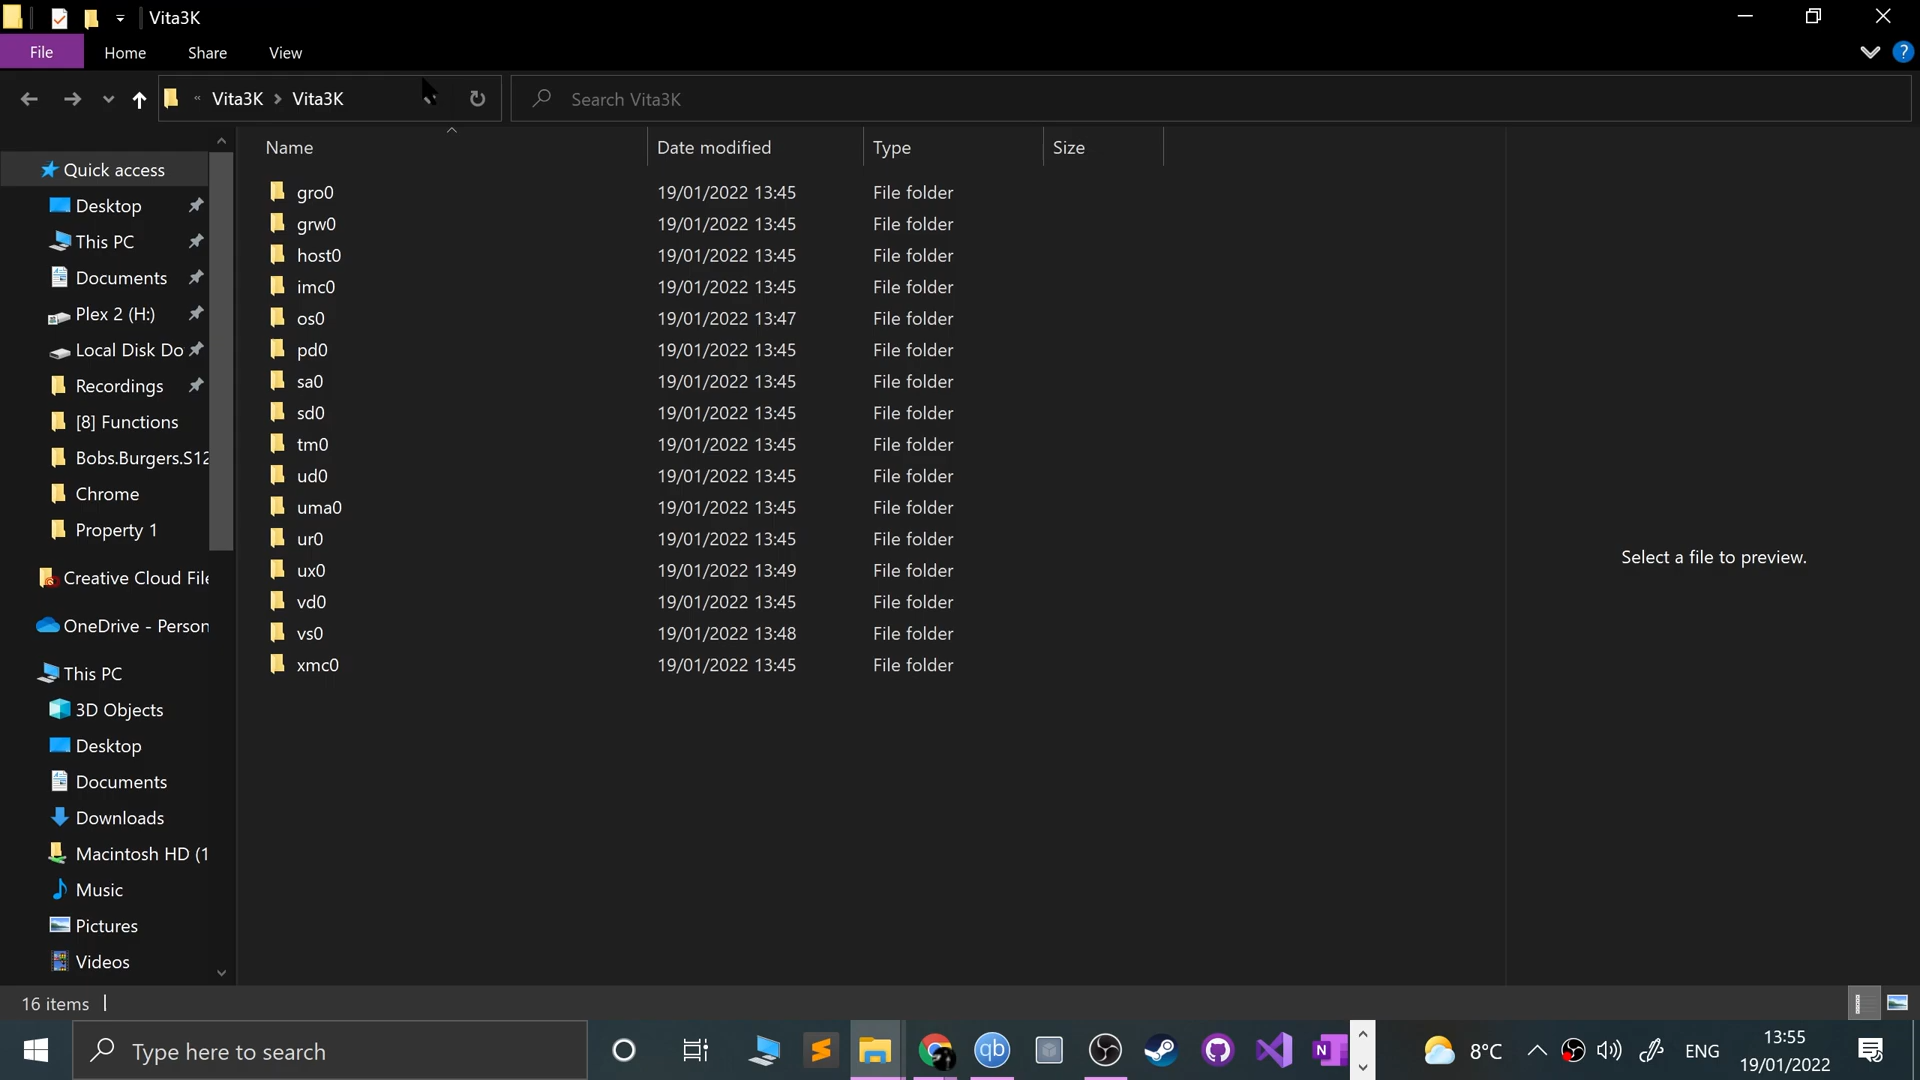 Vita3K
File Home Share View
« Vita3K > Vita3K
Search Vita3K
Name Date modified Type Size
gro0 19/01/2022 13:45 File folder
grw0 19/01/2022 13:45 File folder
host0 19/01/2022 13:45 File folder
imc0 19/01/2022 13:45 File folder
os0 19/01/2022 13:47 File folder
pd0 19/01/2022 13:45 File folder
sa0 19/01/2022 13:45 File folder
sd0 19/01/2022 13:45 File folder
tm0 19/01/2022 13:45 File folder
ud0 19/01/2022 13:45 File folder
uma0 19/01/2022 13:45 File folder
ur0 19/01/2022 13:45 File folder
ux0 19/01/2022 13:49 File folder
vd0 19/01/2022 13:45 File folder
vs0 19/01/2022 13:48 File folder
xmc0 19/01/2022 13:45 File folder
Quick access
Desktop
This PC
Documents
Plex 2 (H:)
Local Disk Do
Recordings
[8] Functions
Bobs.Burgers.S12
Chrome
Property 1
Creative Cloud File
OneDrive - Person
This PC
3D Objects
Desktop
Documents
Downloads
Macintosh HD (1
Music
Pictures
Videos
Select a file to preview.
16 items
Type here to search
qb
N
8°C
ENG
13:55
19/01/2022